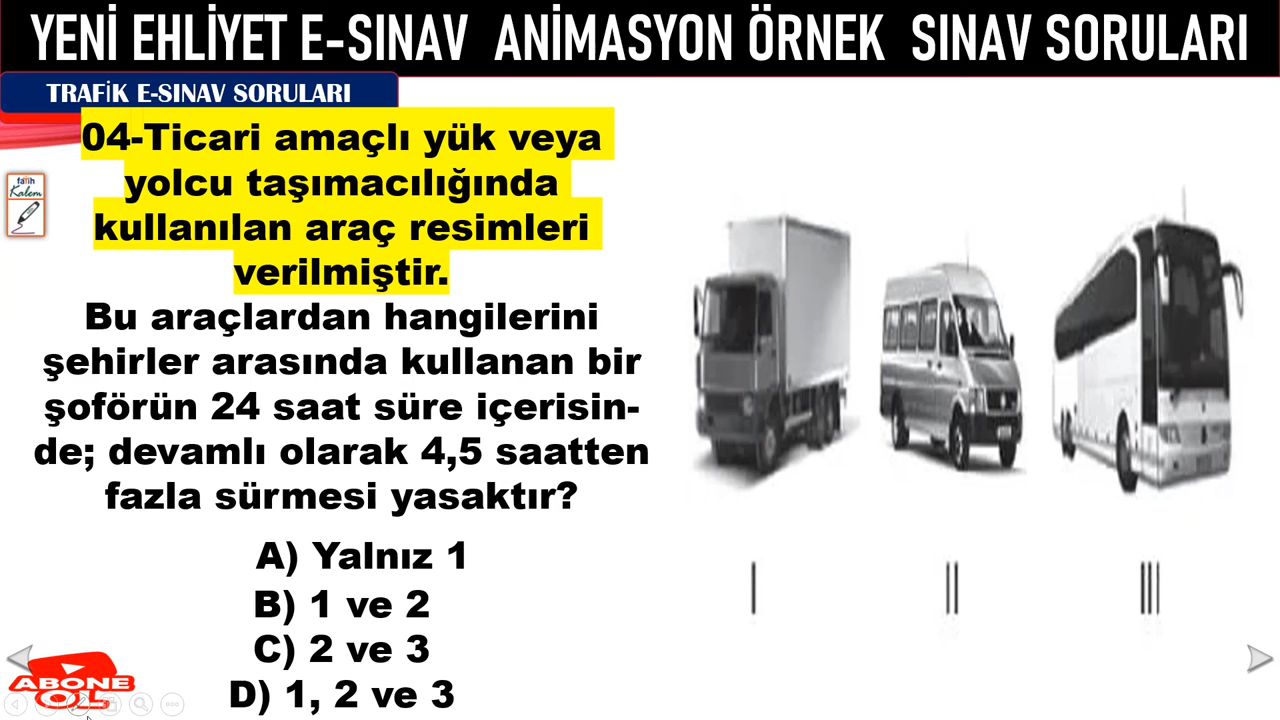 YENİ EHLİYET E-SINAV ANİMASYON ÖRNEK SINAV SORULARI
TRAFİK E-SINAV SORULARI
04-Ticari amaçlı yük veya
yolcu taşımacılığında
kullanılan araç resimleri
verilmiştir.
Bu araçlardan hangilerini
şehirler arasında kullanan bir
şoförün 24 saat süre içerisin-
de; devamlı olarak 4,5 saatten
fazla sürmesi yasaktır?
A) Yalnız 1
B) 1 ve 2
C) 2 ve 3
D) 1, 2 ve 3
fatih
Kalem
I
II
III
ABONE
OL